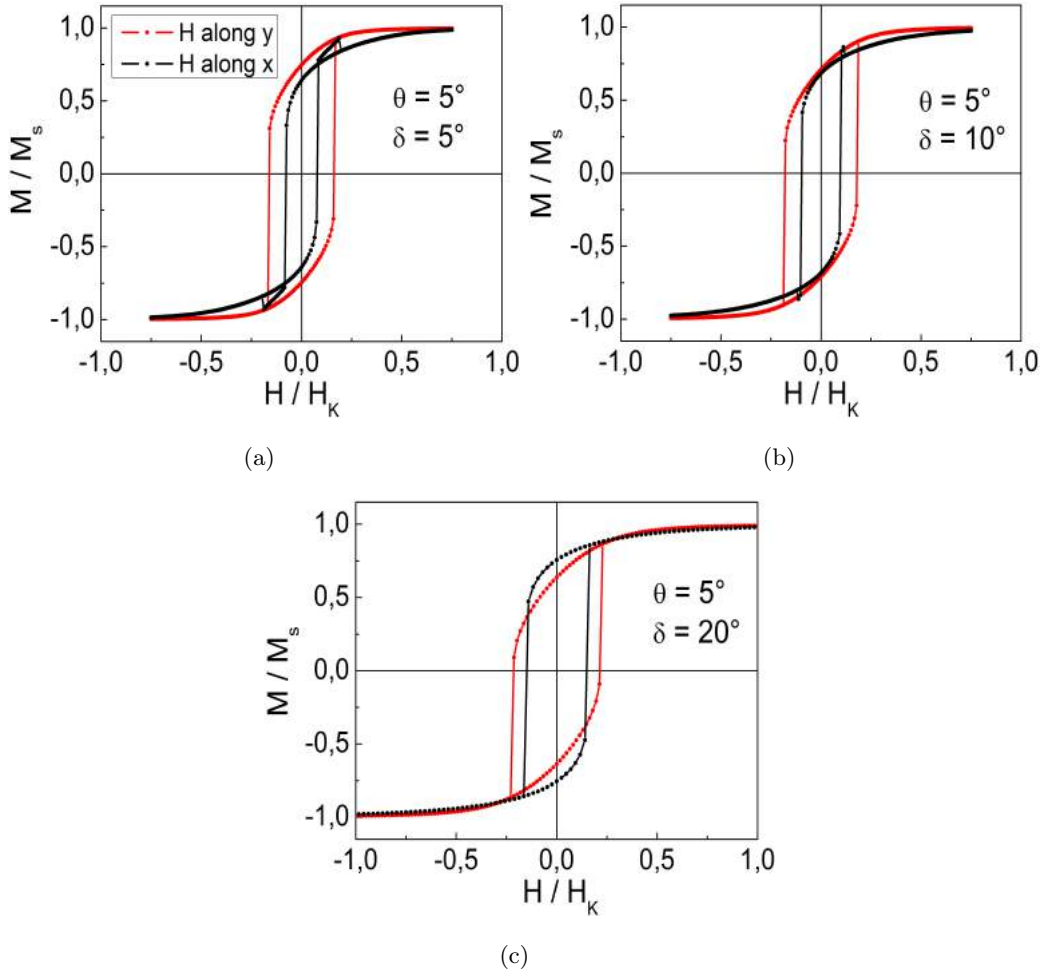 1,0
H along y
H along x
0,5
θ = 5°
δ = 5°
M / Mₛ
0,0
-0,5
-1,0
-1,0 -0,5 0,0 0,5 1,0
H / H_K
(a)
1,0
0,5
θ = 5°
δ = 10°
M / Mₛ
0,0
-0,5
-1,0
-1,0 -0,5 0,0 0,5 1,0
H / H_K
(b)
1,0
0,5
θ = 5°
δ = 20°
M / Mₛ
0,0
-0,5
-1,0
-1,0 -0,5 0,0 0,5 1,0
H / H_K
(c)